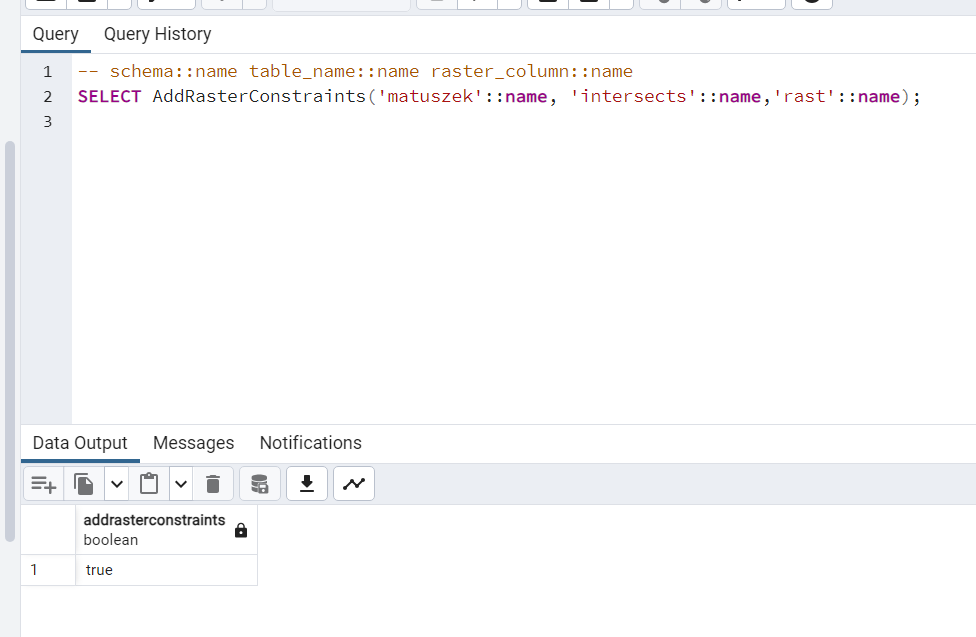 Query Query History
1 -- schema::name table_name::name raster_column::name
2 SELECT AddRasterConstraints('matuszek'::name, 'intersects'::name,'rast'::name);
3
Data Output Messages Notifications
addrasterconstraints
boolean
1 true